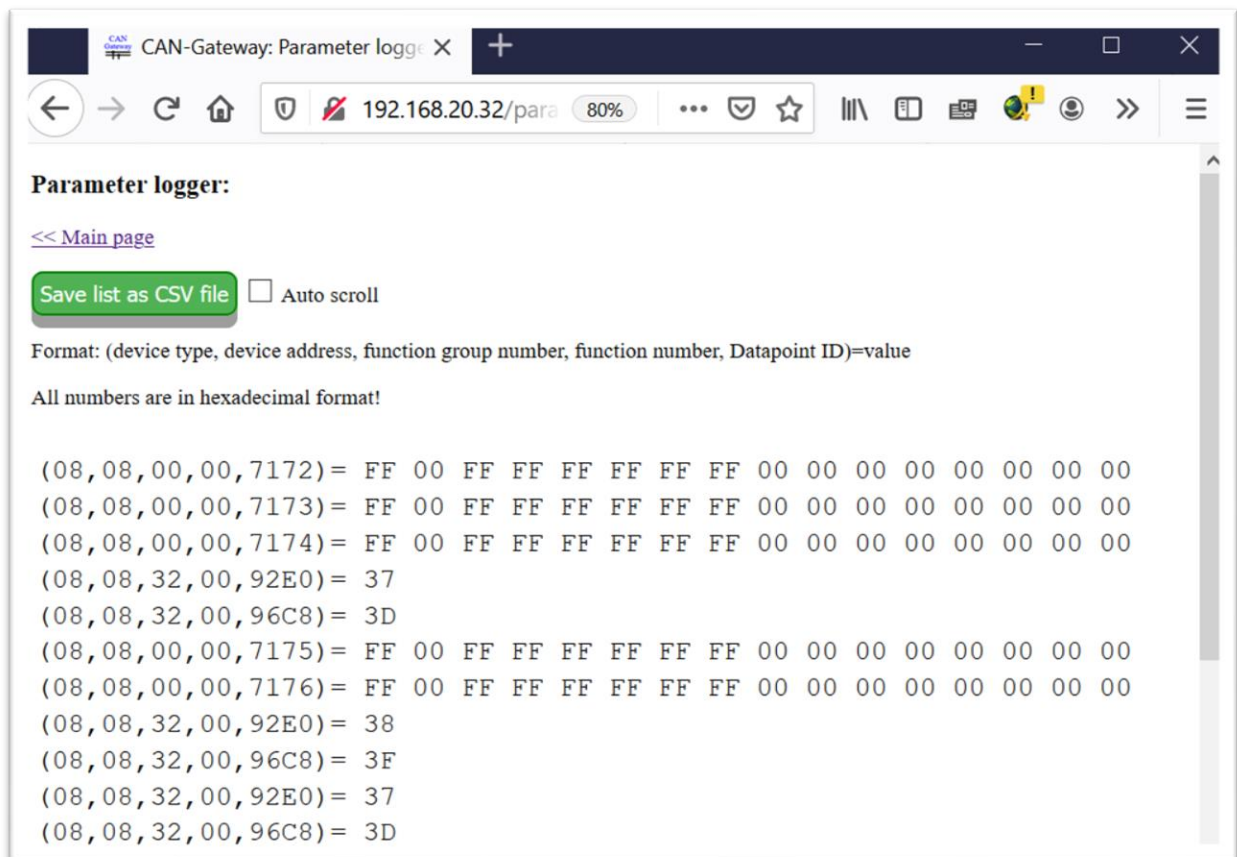 CAN Gateway CAN-Gateway: Parameter logge
192.168.20.32/para 80%
Parameter logger:
<< Main page
Save list as CSV file Auto scroll
Format: (device type, device address, function group number, function number, Datapoint ID)=value
All numbers are in hexadecimal format!
(08,08,00,00,7172)= FF 00 FF FF FF FF FF FF 00 00 00 00 00 00 00 00
(08,08,00,00,7173)= FF 00 FF FF FF FF FF FF 00 00 00 00 00 00 00 00
(08,08,00,00,7174)= FF 00 FF FF FF FF FF FF 00 00 00 00 00 00 00 00
(08,08,32,00,92E0)= 37
(08,08,32,00,96C8)= 3D
(08,08,00,00,7175)= FF 00 FF FF FF FF FF FF 00 00 00 00 00 00 00 00
(08,08,00,00,7176)= FF 00 FF FF FF FF FF FF 00 00 00 00 00 00 00 00
(08,08,32,00,92E0)= 38
(08,08,32,00,96C8)= 3F
(08,08,32,00,92E0)= 37
(08,08,32,00,96C8)= 3D